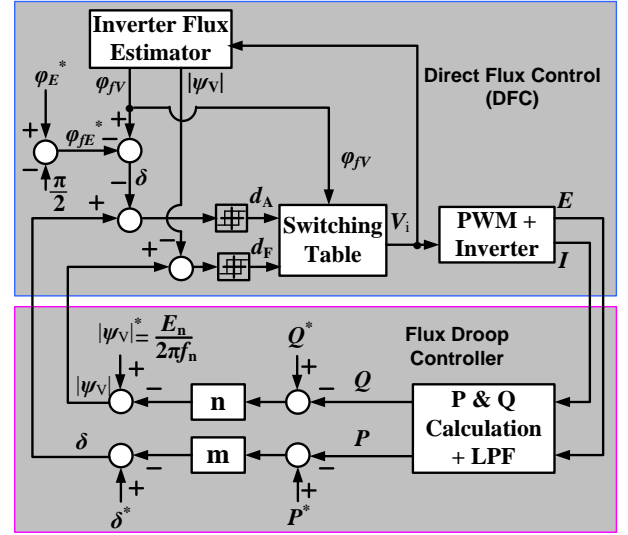 Inverter Flux
Estimator
Direct Flux Control
(DFC)
φE*
φfV
|ψV|
+
+
φfE*
−
−
π
2
−
δ
φfV
+
dA
Switching
Table
Vi
PWM +
Inverter
E
I
+
−
dF
|ψV|* = En
2πfn
Q*
Flux Droop
Controller
+
|ψV|
−
n
+
−
Q
P & Q
Calculation
+ LPF
δ
−
m
−
P
+
+
δ*
P*